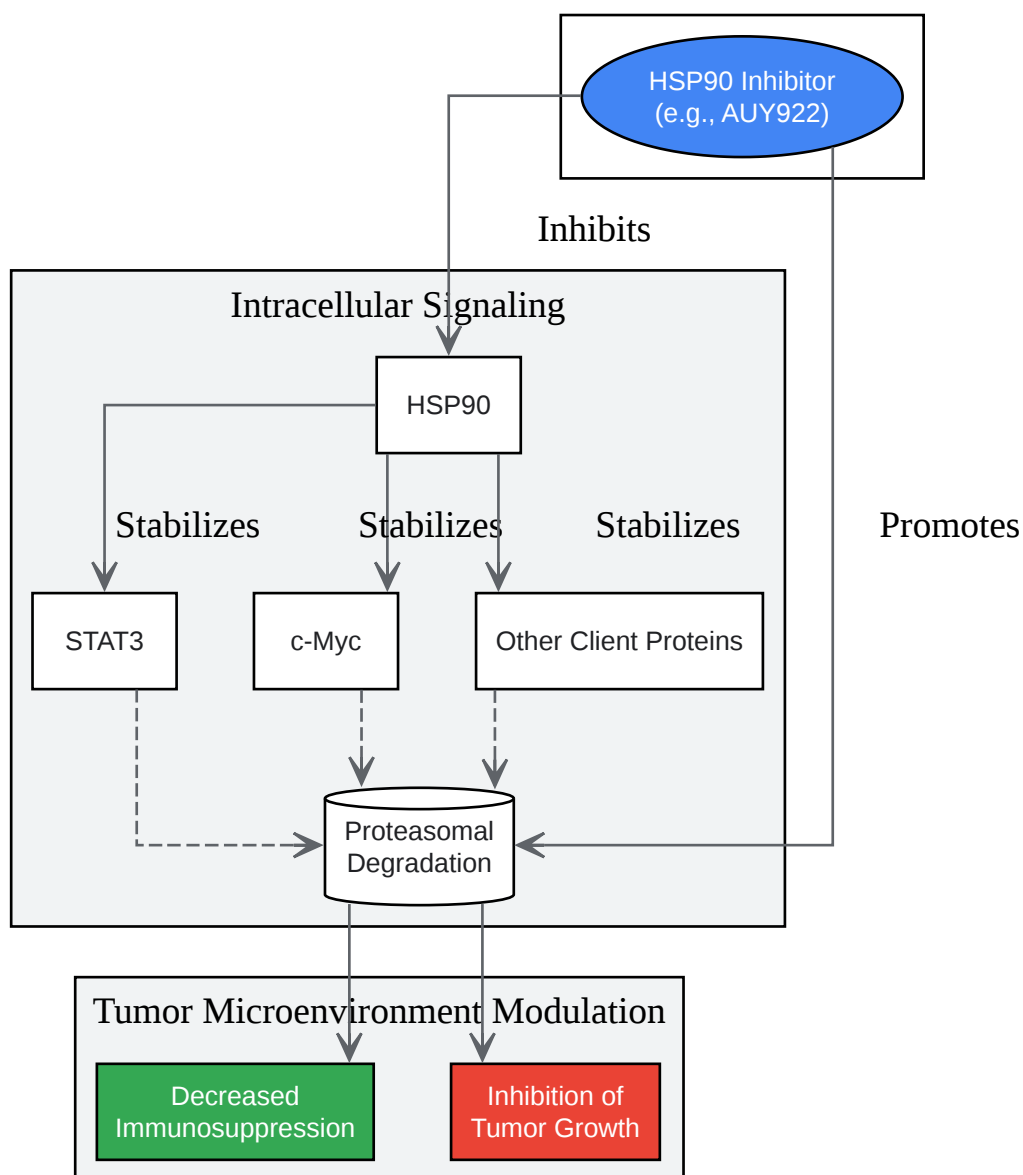 HSP90 Inhibitor
(e.g., AUY922)
Inhibits
Intracellular Signaling
HSP90
Stabilizes
Stabilizes
Stabilizes
Promotes
STAT3
c-Myc
Other Client Proteins
Proteasomal
Degradation
Tumor Microenvironment Modulation
Decreased
Immunosuppression
Inhibition of
Tumor Growth